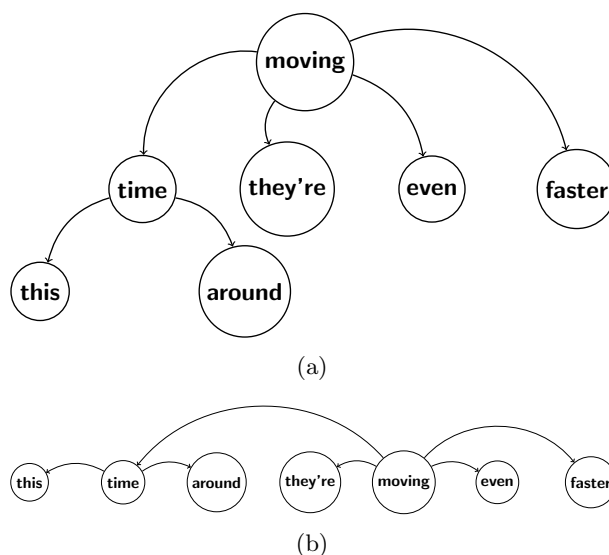 moving
time they're even faster
this around
(a)
this time around they're moving even faster
(b)